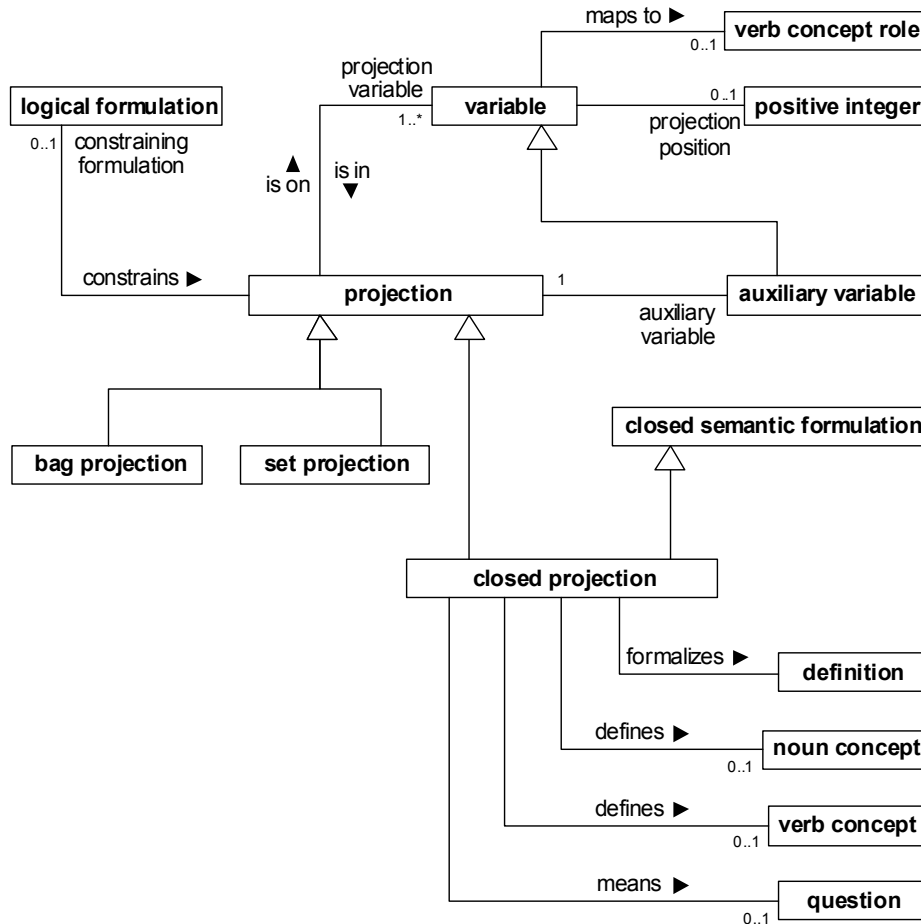 maps to ►
verb concept role
0..1
projection
variable
logical formulation
variable
0..1
positive integer
1..*
projection
position
0..1
constraining
formulation
▲
is on
is in
▼
constrains ►
projection
1
auxiliary variable
auxiliary
variable
closed semantic formulation
bag projection
set projection
closed projection
formalizes ►
definition
defines ►
noun concept
0..1
defines ►
verb concept
0..1
means ►
question
0..1